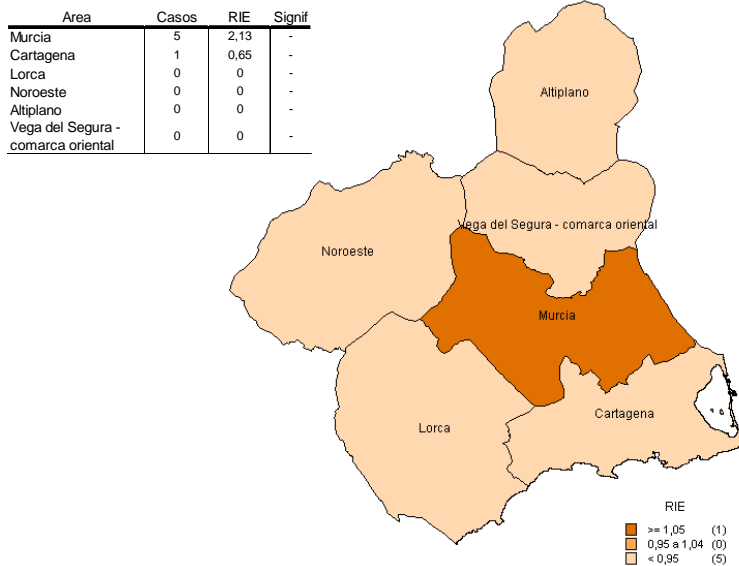 Area Casos RIE Signif
Murcia 5 2,13 -
Cartagena 1 0,65 -
Lorca 0 0 -
Noroeste 0 0 -
Altiplano 0 0 -
Vega del Segura -
comarca oriental 0 0 -
Altiplano
Vega del Segura - comarca oriental
Noroeste
Murcia
Cartagena
Lorca
RIE
>= 1,05 (1)
0,95 a 1,04 (0)
< 0,95 (5)